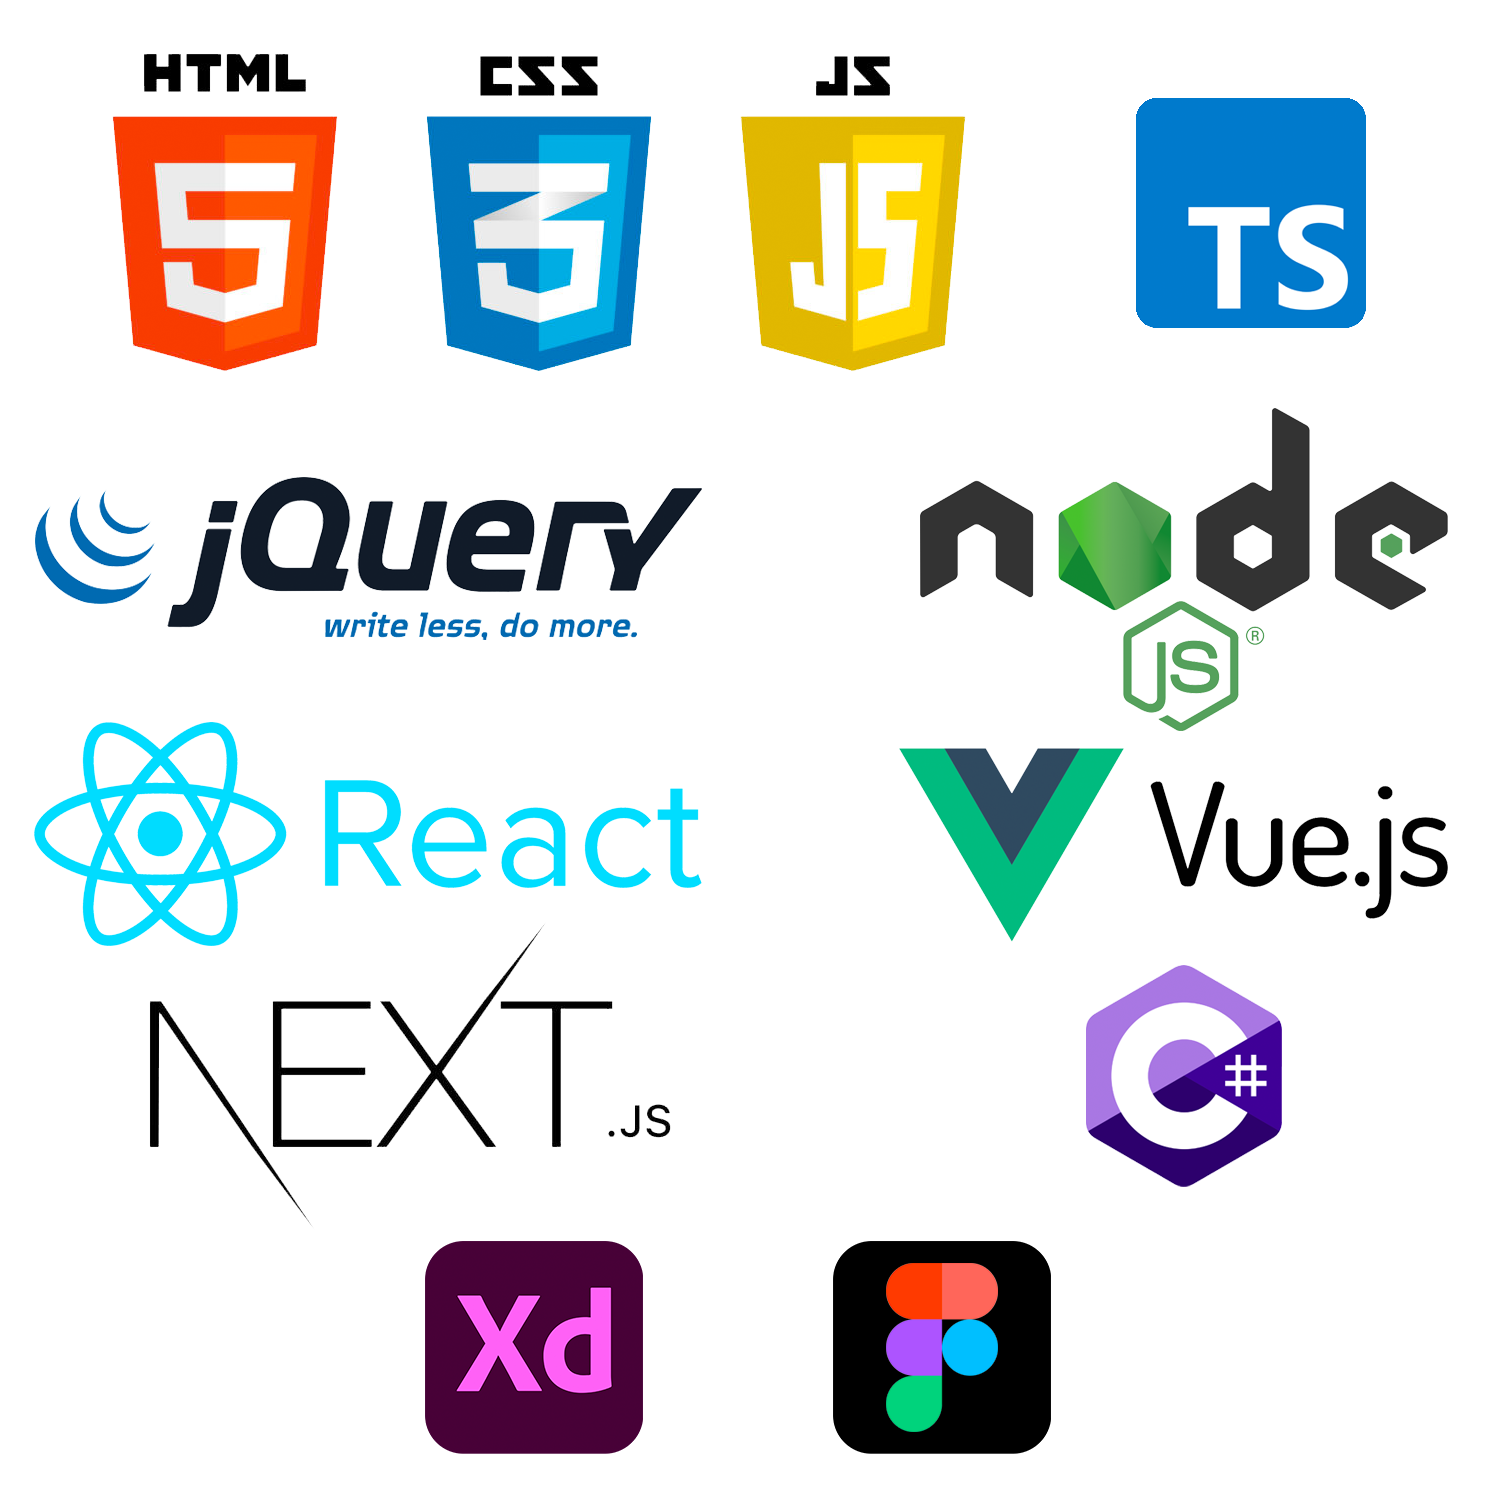 HTML
CSS
JS
5
3
JS
TS
jQuery
write less, do more.
node
JS ®
React
Vue.js
NEXT.JS
C#
Xd